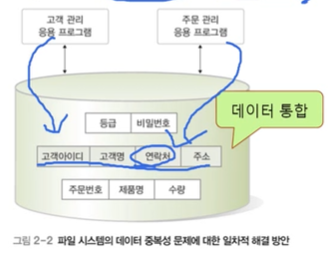 고객 관리
응용 프로그램
주문 관리
응용 프로그램
데이터 통합
등급 비밀번호
고객아이디 고객명 연락처 주소
주문번호 제품명 수량
그림 2-2 파일 시스템의 데이터 중복성 문제에 대한 일차적 해결 방안